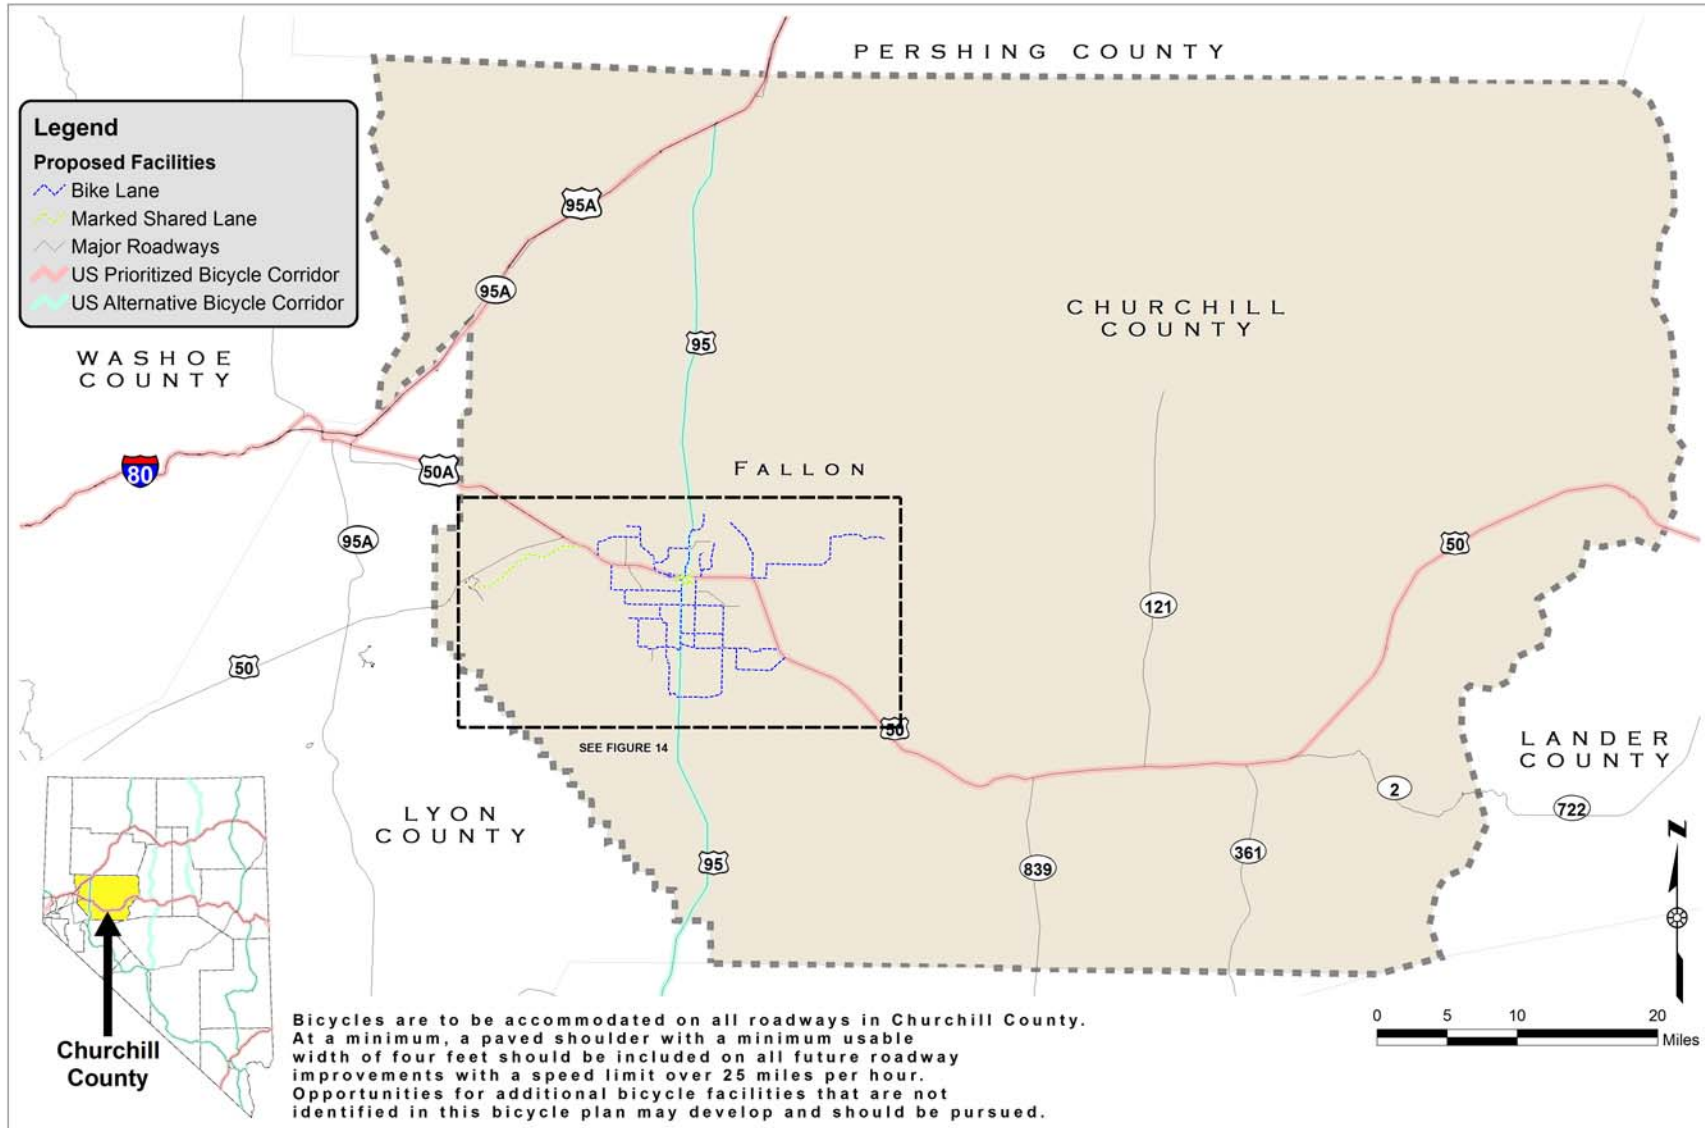 PERSHING COUNTY
Legend
Proposed Facilities
Bike Lane
Marked Shared Lane
Major Roadways
US Prioritized Bicycle Corridor
US Alternative Bicycle Corridor
95A
95A
CHURCHILL
COUNTY
95
WASHOE
COUNTY
FALLON
80
50A
95A
50
121
50
50
SEE FIGURE 14
LANDER
COUNTY
2
722
LYON
COUNTY
95
839
361
N
Churchill
County
Bicycles are to be accommodated on all roadways in Churchill County.
At a minimum, a paved shoulder with a minimum usable
width of four feet should be included on all future roadway
improvements with a speed limit over 25 miles per hour.
Opportunities for additional bicycle facilities that are not
identified in this bicycle plan may develop and should be pursued.
0 5 10 20
Miles